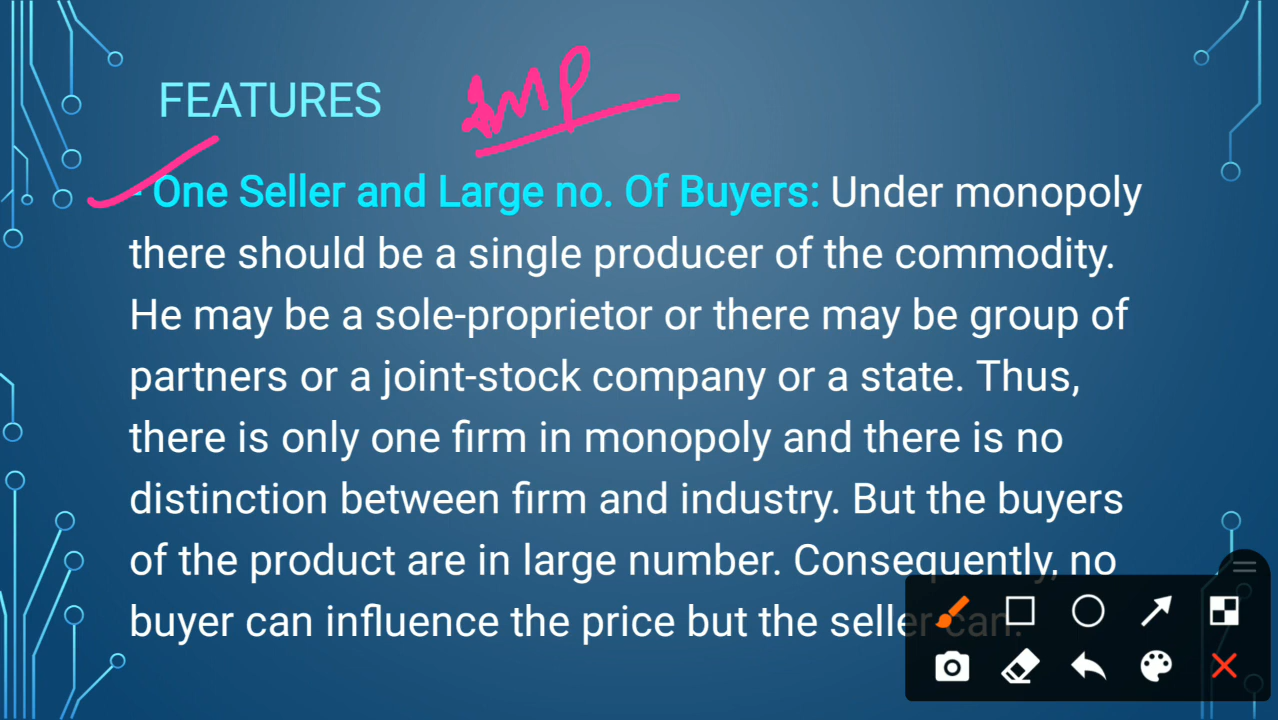 FEATURES
IMP
- One Seller and Large no. Of Buyers: Under monopoly
there should be a single producer of the commodity.
He may be a sole-proprietor or there may be group of
partners or a joint-stock company or a state. Thus,
there is only one firm in monopoly and there is no
distinction between firm and industry. But the buyers
of the product are in large number. Consequently, no
buyer can influence the price but the seller can.